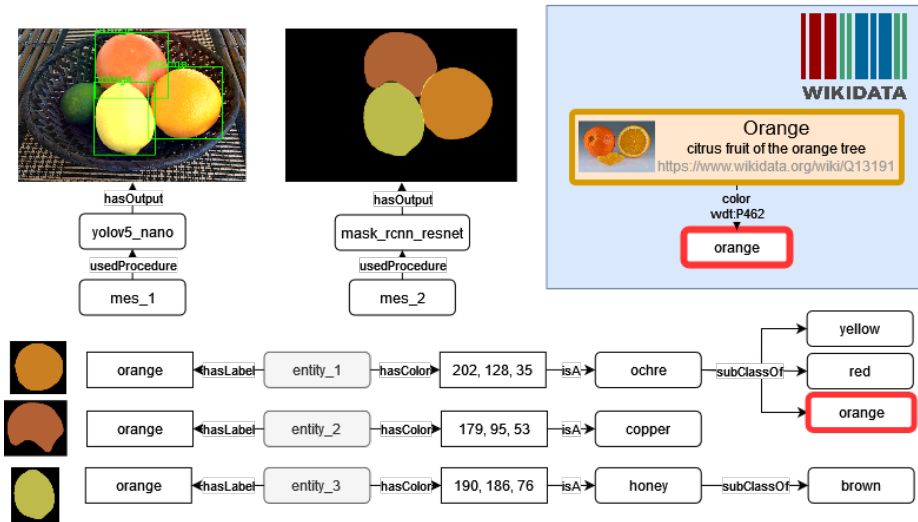 orange
orange
orange
hasOutput
yolov5_nano
usedProcedure
mes_1
hasOutput
mask_rcnn_resnet
usedProcedure
mes_2
WIKIDATA
Orange
citrus fruit of the orange tree
https://www.wikidata.org/wiki/Q13191
color
wdt:P462
orange
orange hasLabel entity_1 hasColor 202, 128, 35 isA ochre subClassOf
yellow
red
orange
orange hasLabel entity_2 hasColor 179, 95, 53 isA copper
orange hasLabel entity_3 hasColor 190, 186, 76 isA honey subClassOf brown